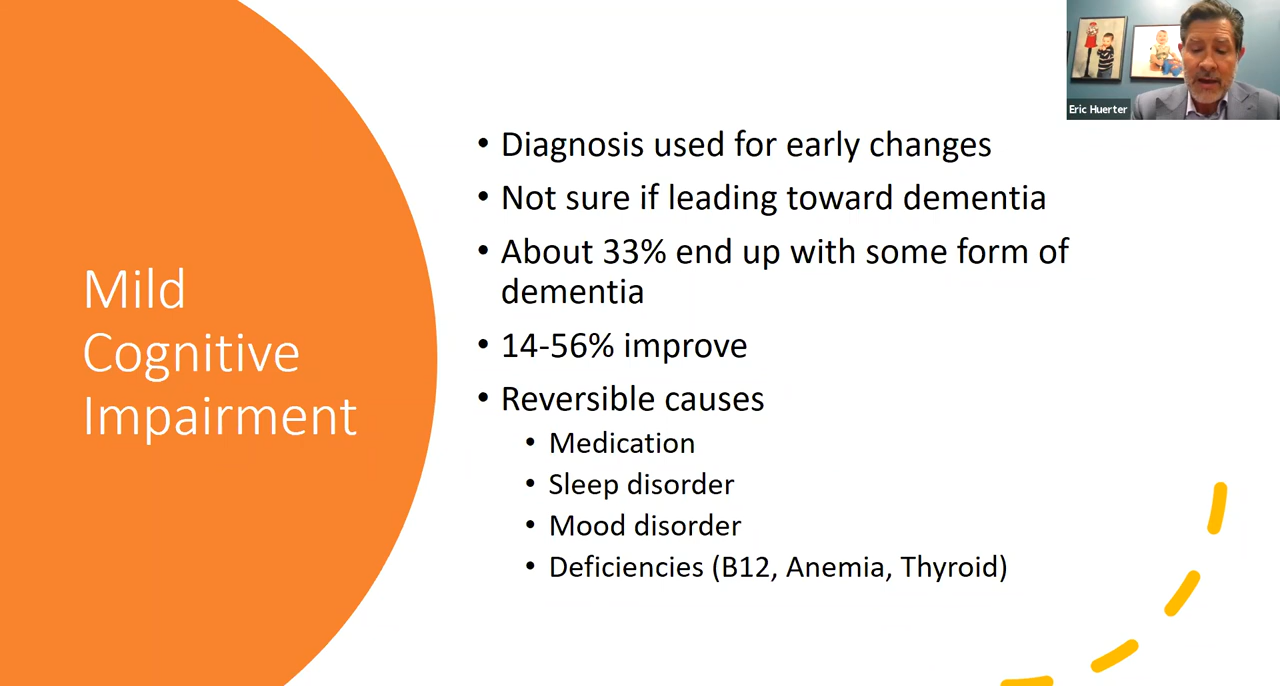 Eric Huerter
Mild
Cognitive
Impairment
• Diagnosis used for early changes
• Not sure if leading toward dementia
• About 33% end up with some form of
dementia
• 14-56% improve
• Reversible causes
• Medication
• Sleep disorder
• Mood disorder
• Deficiencies (B12, Anemia, Thyroid)